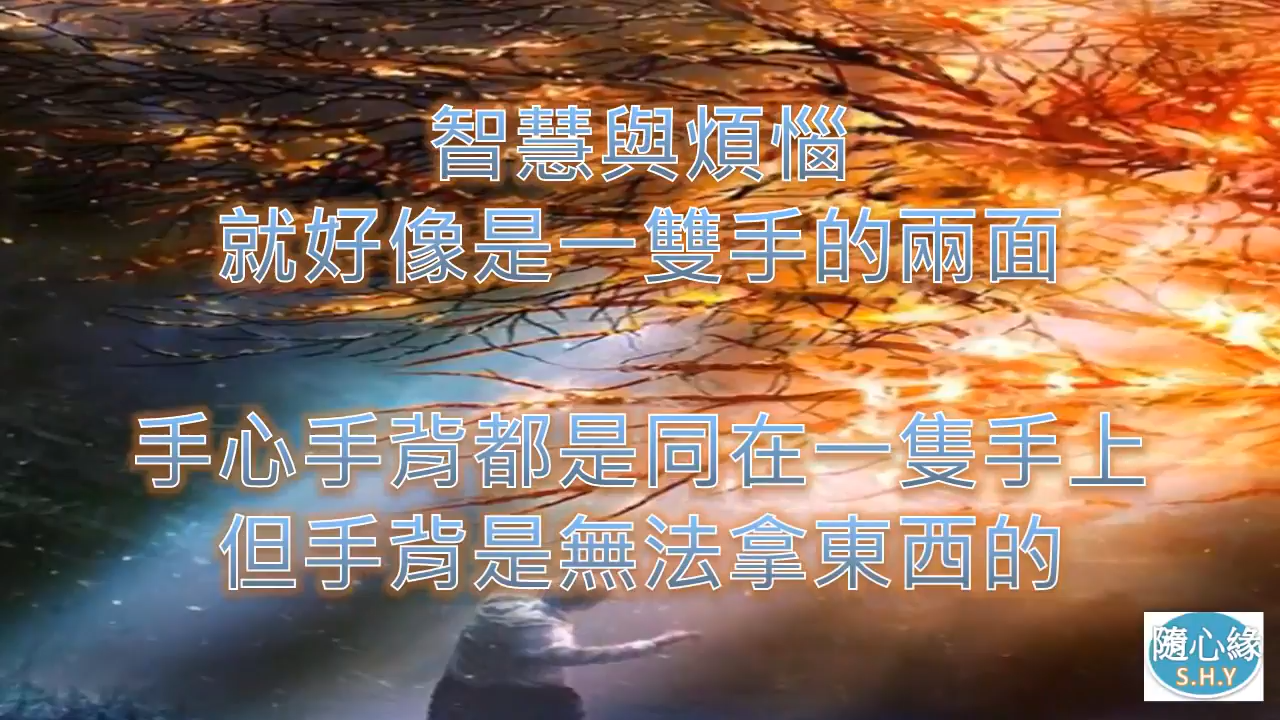 智慧與煩惱
就好像是一雙手的兩面
手心手背都是同在一隻手上
但手背是無法拿東西的
隨心緣
S.H.Y